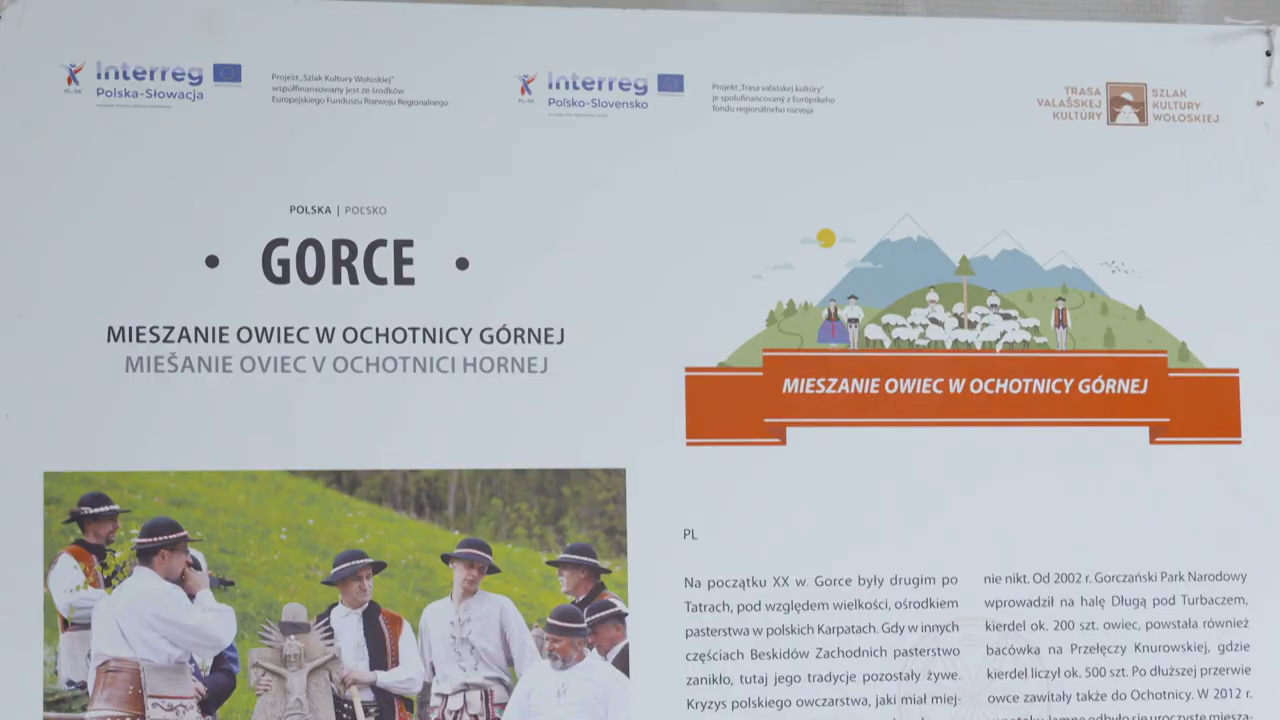 Interreg
Polska-Słowacja
PL-SK
Projekt „Szlak Kultury Wołoskiej”
współfinansowany jest ze środków
Europejskiego Funduszu Rozwoju Regionalnego
Interreg
Poľsko-Slovensko
PL-SK
Projekt „Trasa valašskej kultúry”
je spolufinancovaný z Európskeho
fondu regionálneho rozvoja
TRASA
VALAŠSKEJ
KULTÚRY
SZLAK
KULTURY
WOŁOSKIEJ
POLSKA | POĽSKO
• GORCE •
MIESZANIE OWIEC W OCHOTNICY GÓRNEJ
MIEŠANIE OVIEC V OCHOTNICI HORNEJ
MIESZANIE OWIEC W OCHOTNICY GÓRNEJ
PL
Na początku XX w. Gorce były drugim po
Tatrach, pod względem wielkości, ośrodkiem
pasterstwa w polskich Karpatach. Gdy w innych
częściach Beskidów Zachodnich pasterstwo
zanikło, tutaj jego tradycje pozostały żywe.
Kryzys polskiego owczarstwa, jaki miał miej-
nie nikt. Od 2002 r. Gorczański Park Narodowy
wprowadził na halę Długą pod Turbaczem,
kierdel ok. 200 szt. owiec, powstała również
bacówka na Przełęczy Knurowskiej, gdzie
kierdel liczył ok. 500 szt. Po dłuższej przerwie
owce zawitały także do Ochotnicy. W 2012 r.